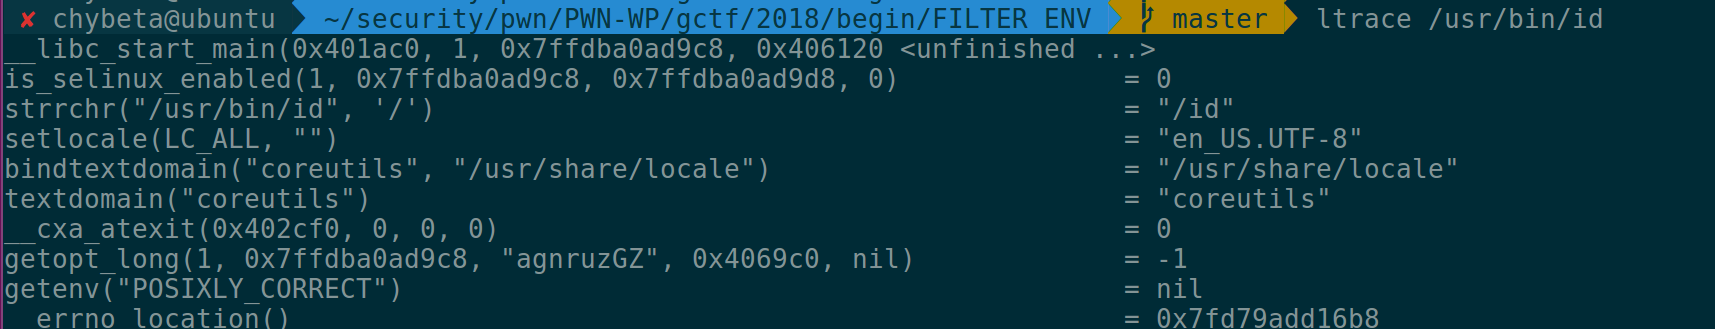 ✘ chybeta@ubuntu ~/security/pwn/PWN-WP/gctf/2018/begin/FILTER ENV master ltrace /usr/bin/id
__libc_start_main(0x401ac0, 1, 0x7ffdba0ad9c8, 0x406120 <unfinished ...>
is_selinux_enabled(1, 0x7ffdba0ad9c8, 0x7ffdba0ad9d8, 0) = 0
strrchr("/usr/bin/id", '/') = "/id"
setlocale(LC_ALL, "") = "en_US.UTF-8"
bindtextdomain("coreutils", "/usr/share/locale") = "/usr/share/locale"
textdomain("coreutils") = "coreutils"
__cxa_atexit(0x402cf0, 0, 0, 0) = 0
getopt_long(1, 0x7ffdba0ad9c8, "agnruzGZ", 0x4069c0, nil) = -1
getenv("POSIXLY_CORRECT") = nil
__errno_location() = 0x7fd79add16b8